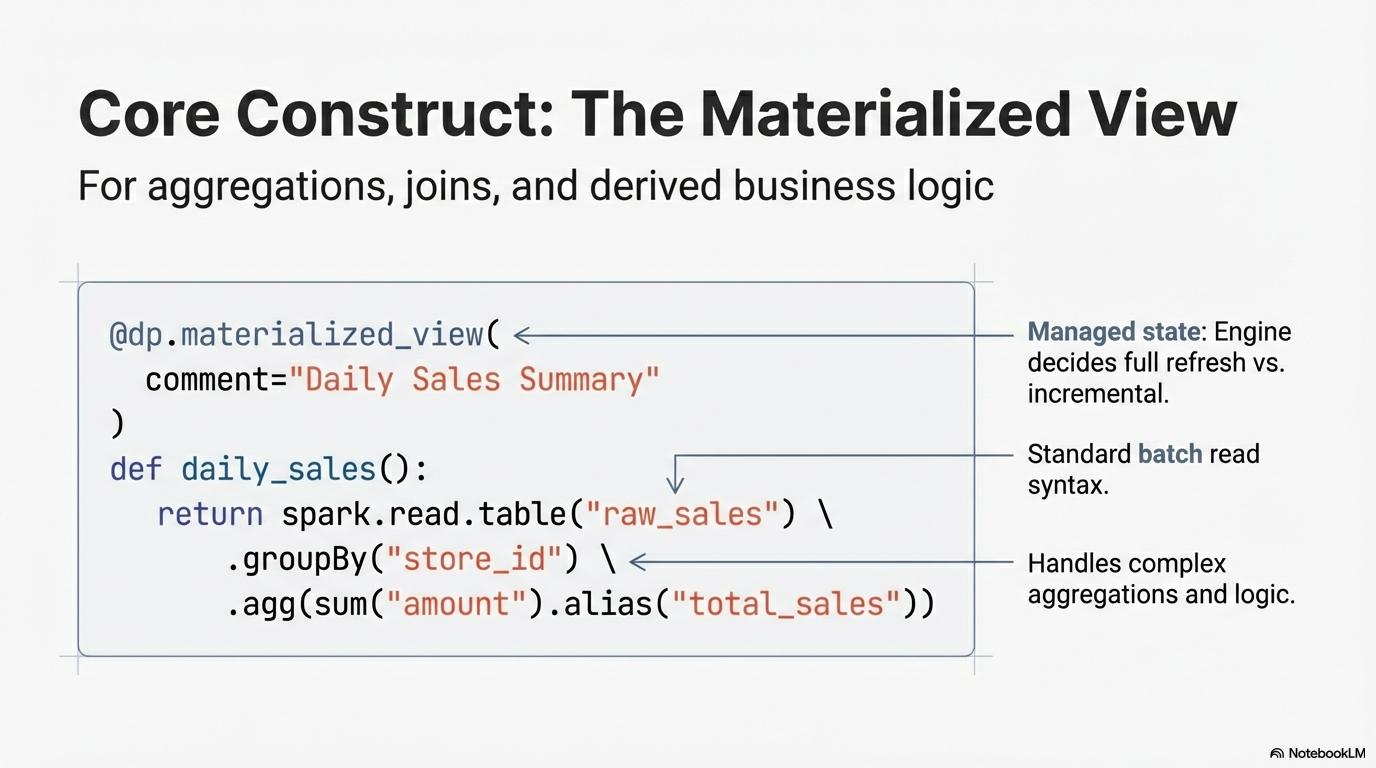 Core Construct: The Materialized View
For aggregations, joins, and derived business logic
@dp.materialized_view(
comment="Daily Sales Summary"
)
def daily_sales():
return spark.read.table("raw_sales") \
.groupBy("store_id") \
.agg(sum("amount").alias("total_sales"))
Managed state: Engine
decides full refresh vs.
incremental.
Standard batch read
syntax.
Handles complex
aggregations and logic.
NotebookLM